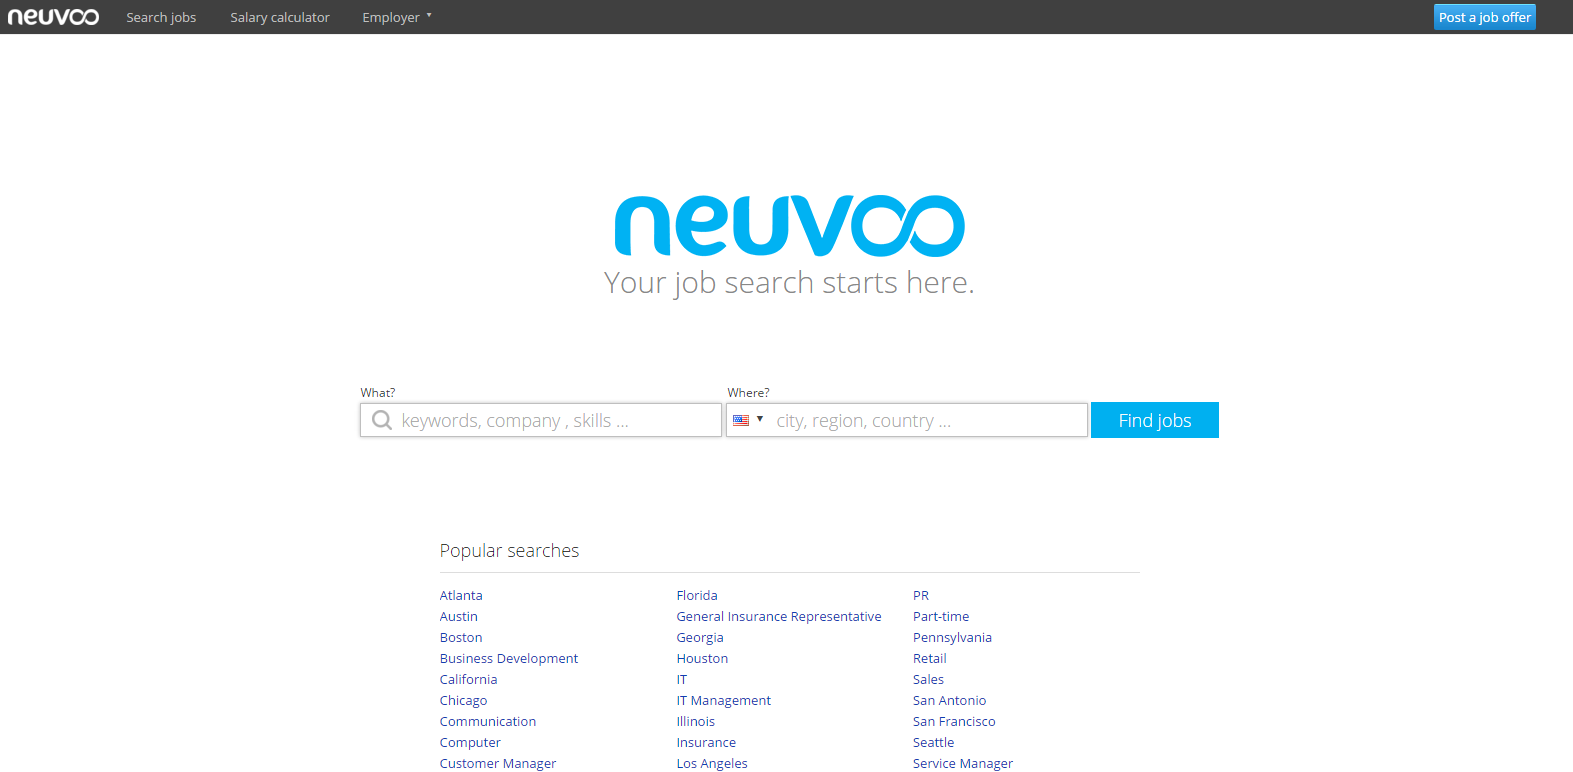 neuvoo Search jobs Salary calculator Employer Post a job offer
neuvoo
Your job search starts here.
What? Where?
keywords, company , skills ... city, region, country ... Find jobs
Popular searches
Atlanta Florida PR
Austin General Insurance Representative Part-time
Boston Georgia Pennsylvania
Business Development Houston Retail
California IT Sales
Chicago IT Management San Antonio
Communication Illinois San Francisco
Computer Insurance Seattle
Customer Manager Los Angeles Service Manager